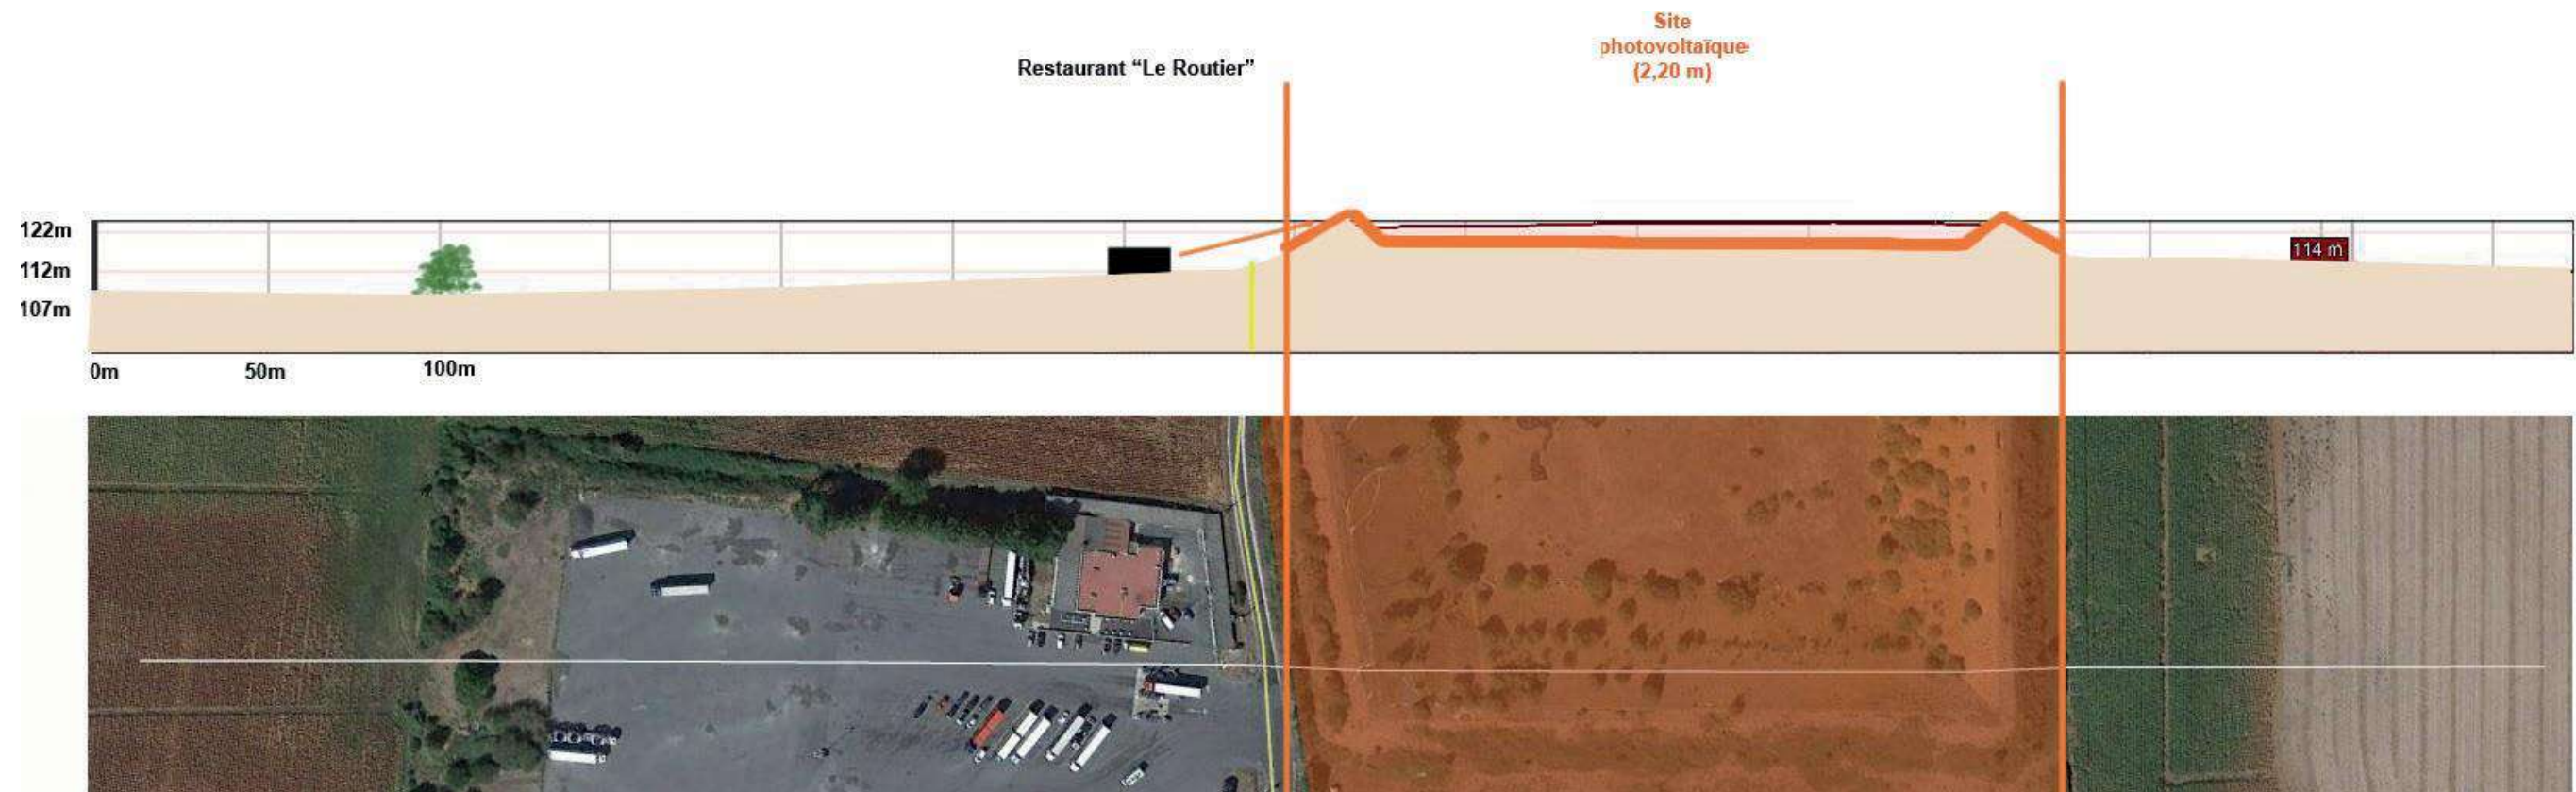 Site
photovoltaïque
(2,20 m)
Restaurant “Le Routier”
122m
112m
107m
114 m
0m
50m
100m